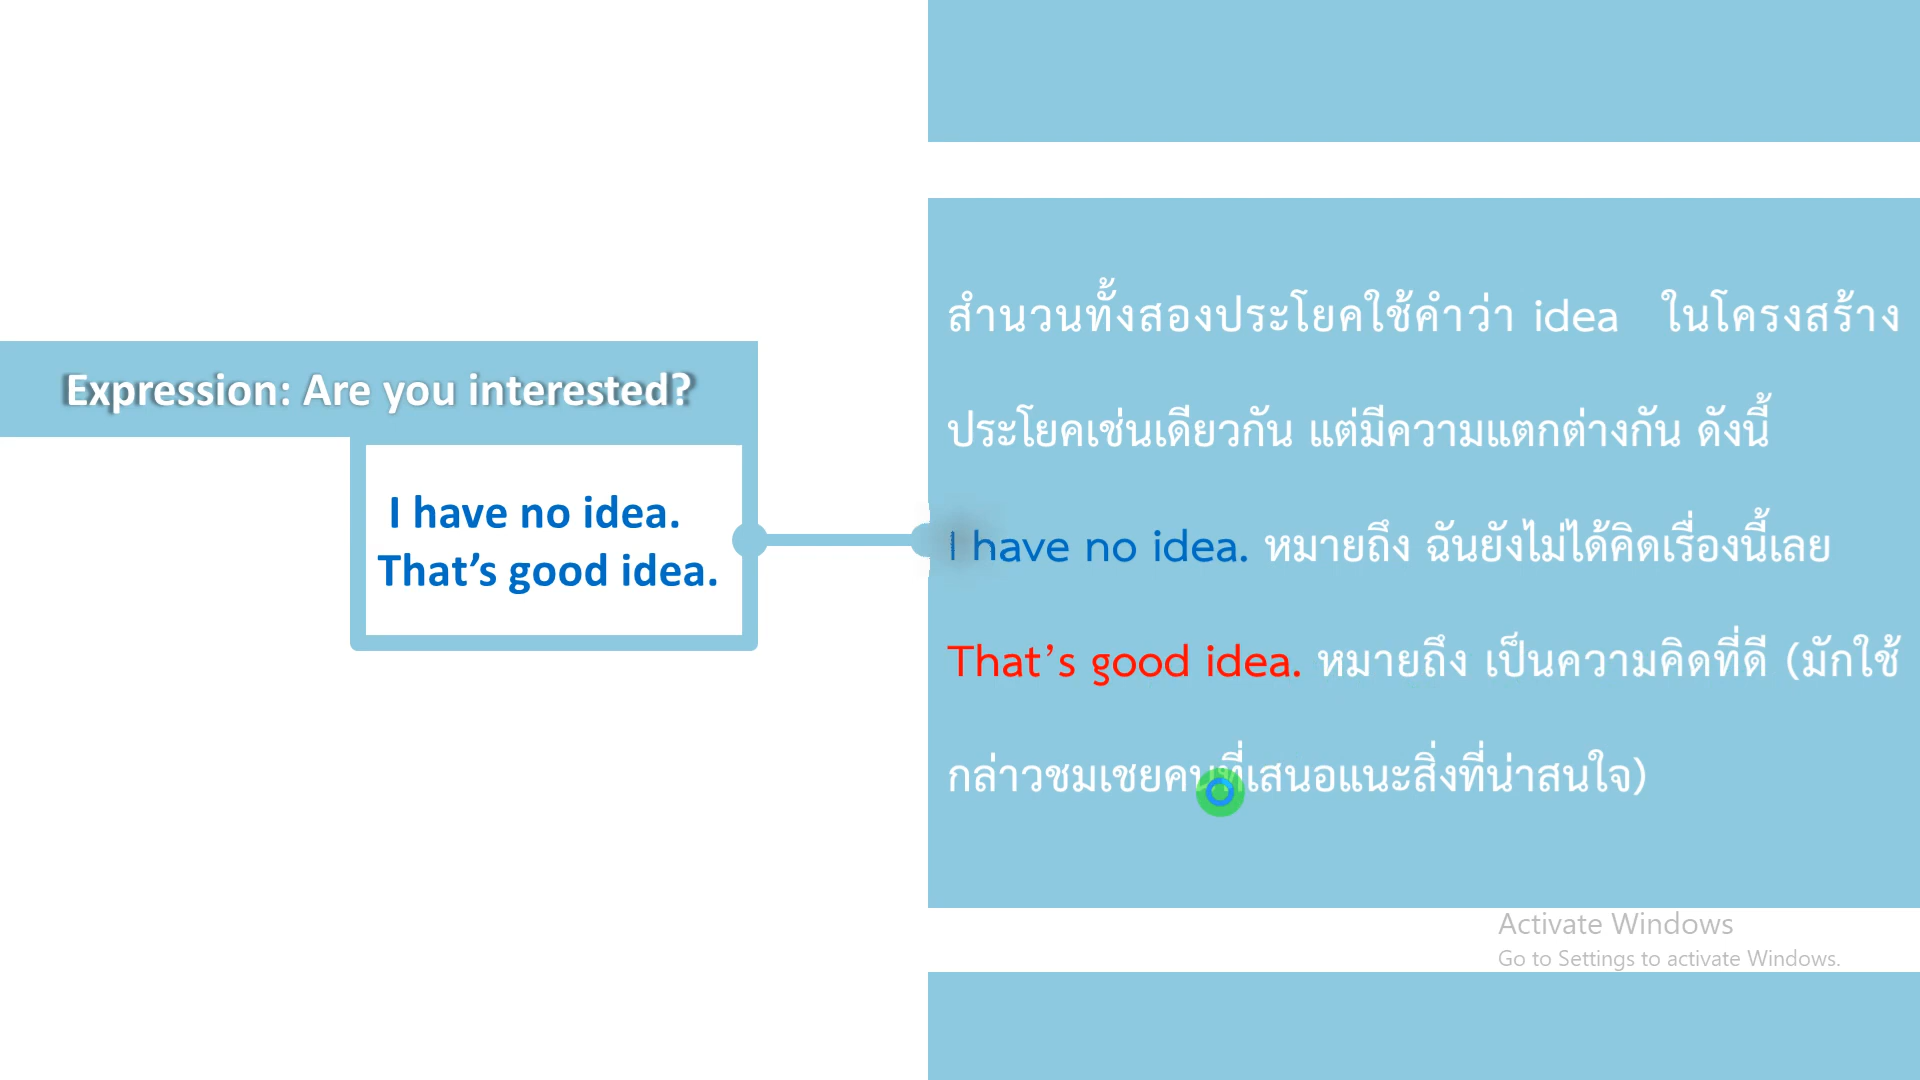 Expression: Are you interested?
I have no idea.
That’s good idea.
สำนวนทั้งสองประโยคใช้คำว่า idea ในโครงสร้าง
ประโยคเช่นเดียวกัน แต่มีความแตกต่างกัน ดังนี้
I have no idea. หมายถึง ฉันยังไม่ได้คิดเรื่องนี้เลย
That’s good idea. หมายถึง เป็นความคิดที่ดี (มักใช้
กล่าวชมเชยคนที่เสนอแนะสิ่งที่น่าสนใจ)
Activate Windows
Go to Settings to activate Windows.